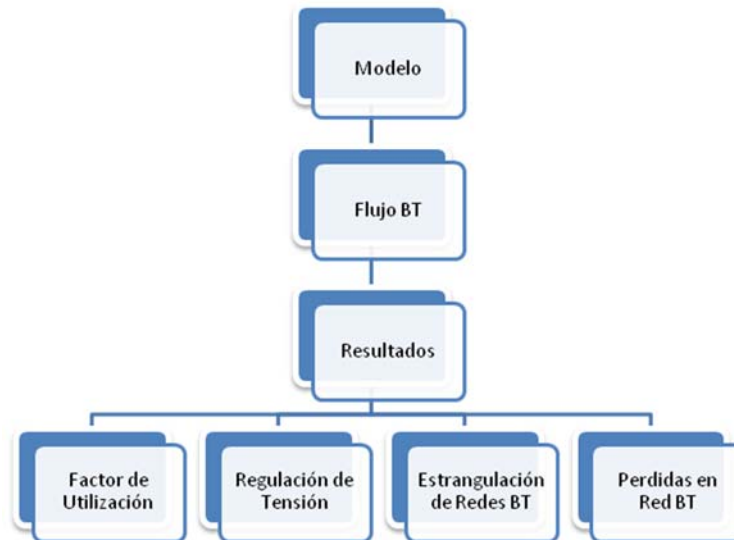 Modelo
Flujo BT
Resultados
Factor de
Utilización
Regulación de
Tensión
Estrangulación
de Redes BT
Perdidas en
Red BT